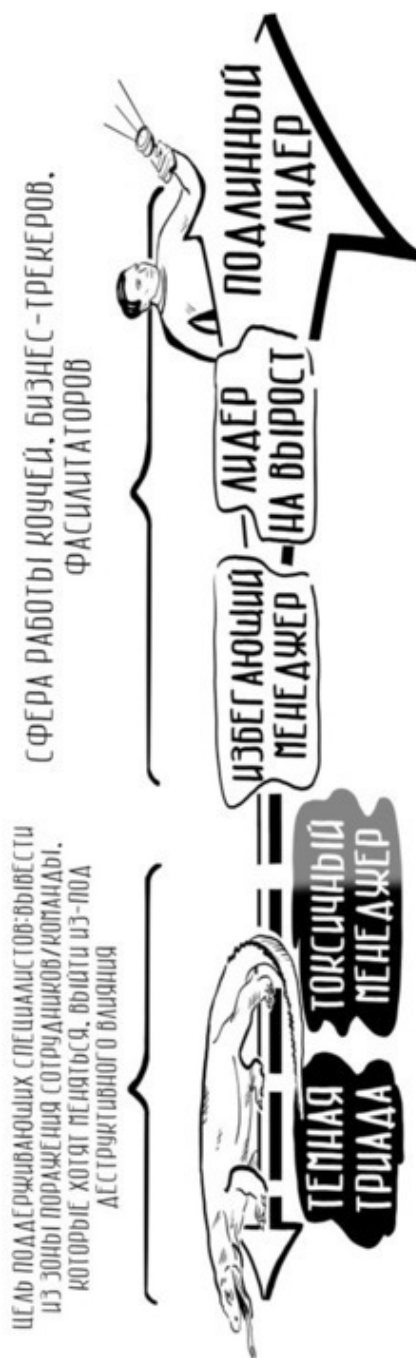 ЦЕЛЬ ПОДДЕРЖИВАЮЩИХ СПЕЦИАЛИСТОВ:ВЫВЕСТИ
ИЗ ЗОНЫ ПОРАЖЕНИЯ СОТРУДНИКОВ/КОМАНДЫ,
КОТОРЫЕ ХОТЯТ МЕНЯТЬСЯ, ВЫЙТИ ИЗ-ПОД
ДЕСТРУКТИВНОГО ВЛИЯНИЯ
СФЕРА РАБОТЫ КОУЧЕЙ, БИЗНЕС-ТРЕКЕРОВ,
ФАСИЛИТАТОРОВ
ТЕМНАЯ
ТРИАДА
ТОКСИЧНЫЙ
МЕНЕДЖЕР
ИЗБЕГАЮЩИЙ
МЕНЕДЖЕР
ЛИДЕР
НА ВЫРОСТ
ПОДЛИННЫЙ
ЛИДЕР